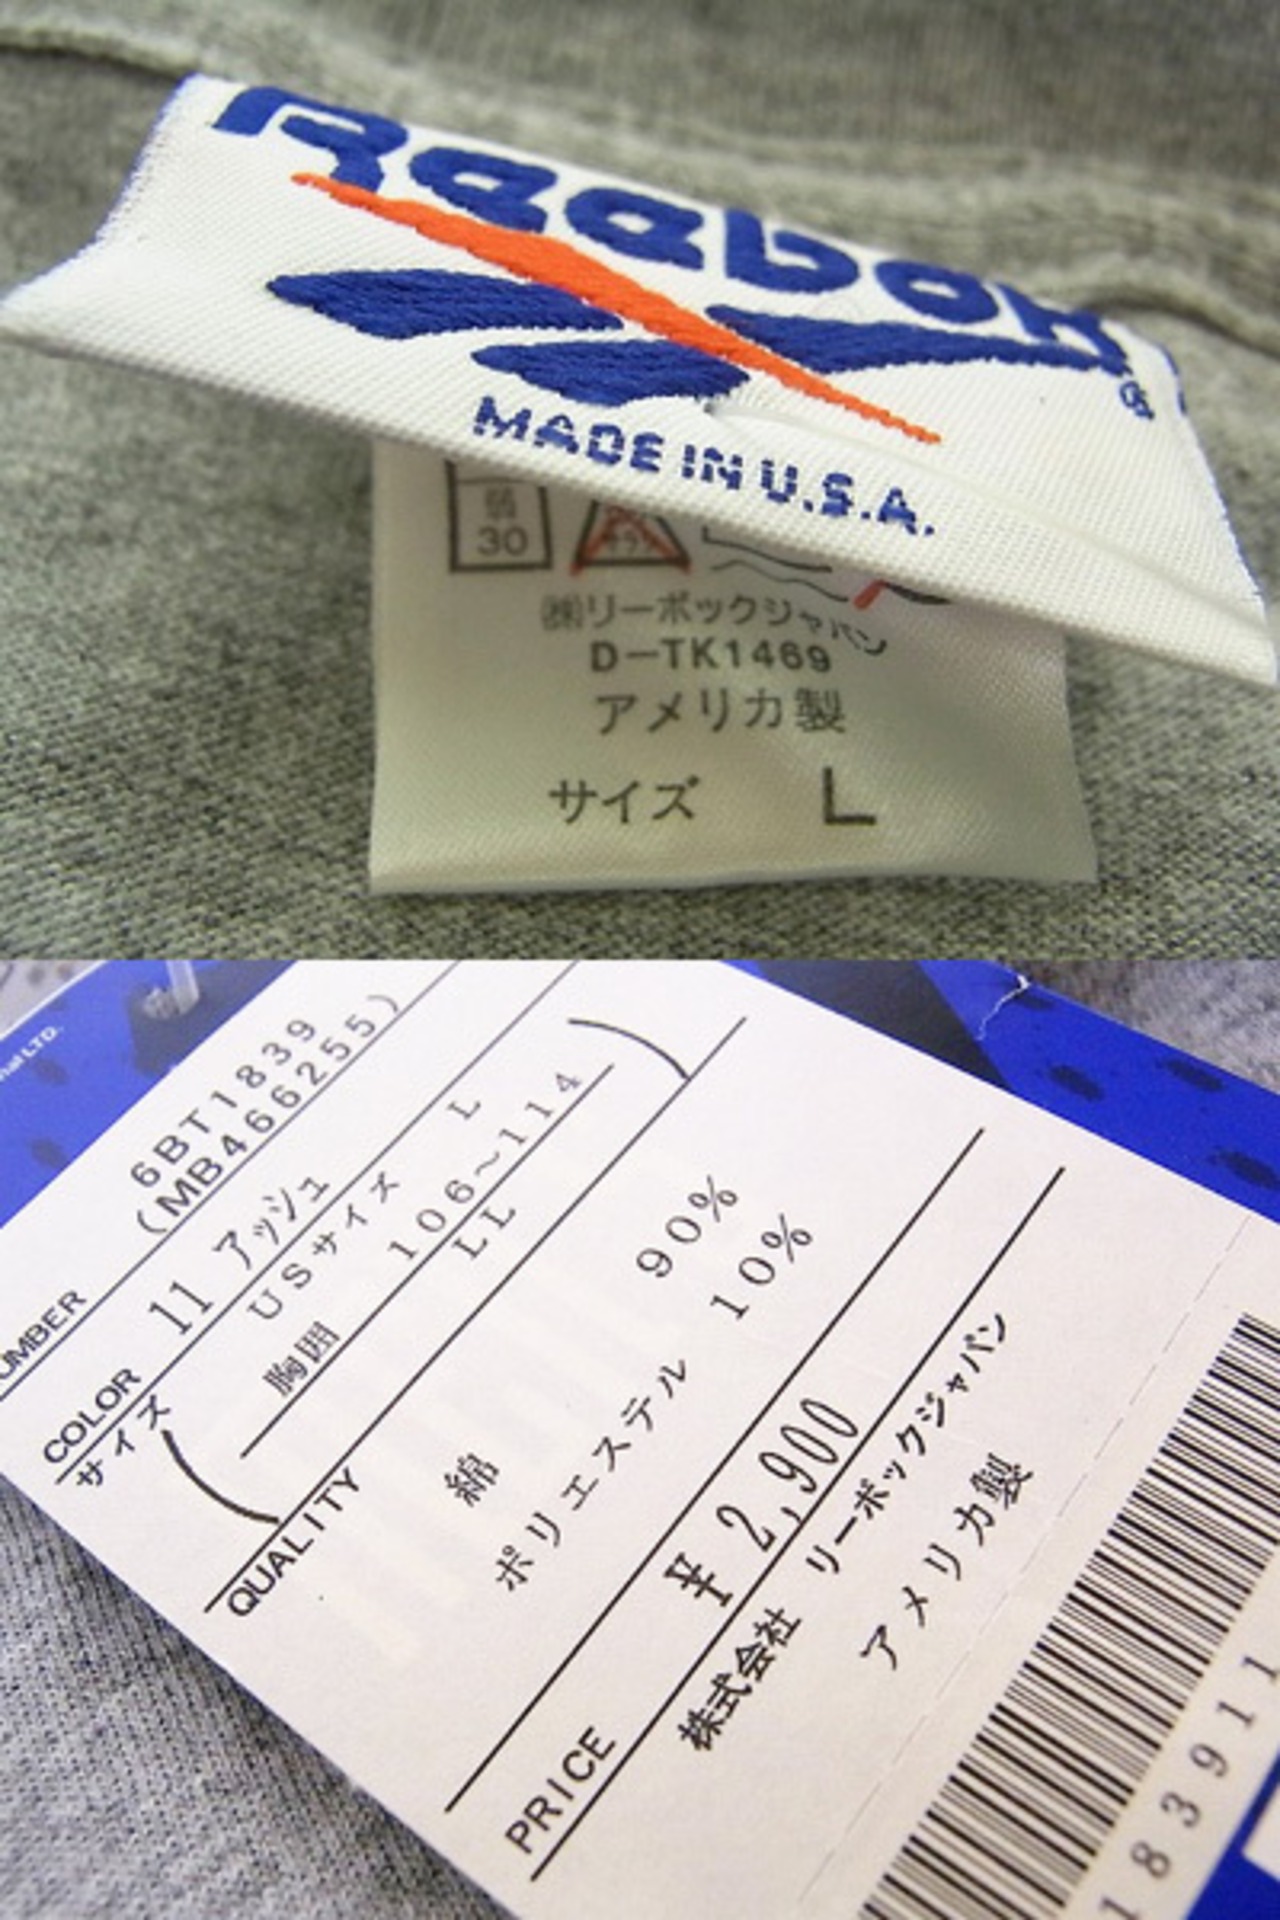 Reebok
®
MADE IN U.S.A.
弱
30
㈱リーボックジャパン
D-TK1469
アメリカ製
サイズ L
LTD.
6BT1839
(MB466255)
COLOR 11 アッシュ
サイズ USサイズ L
胸囲 106~114
LL
QUALITY
綿 90%
ポリエステル 10%
PRICE ¥2,900
株式会社 リーボックジャパン
アメリカ製
183911